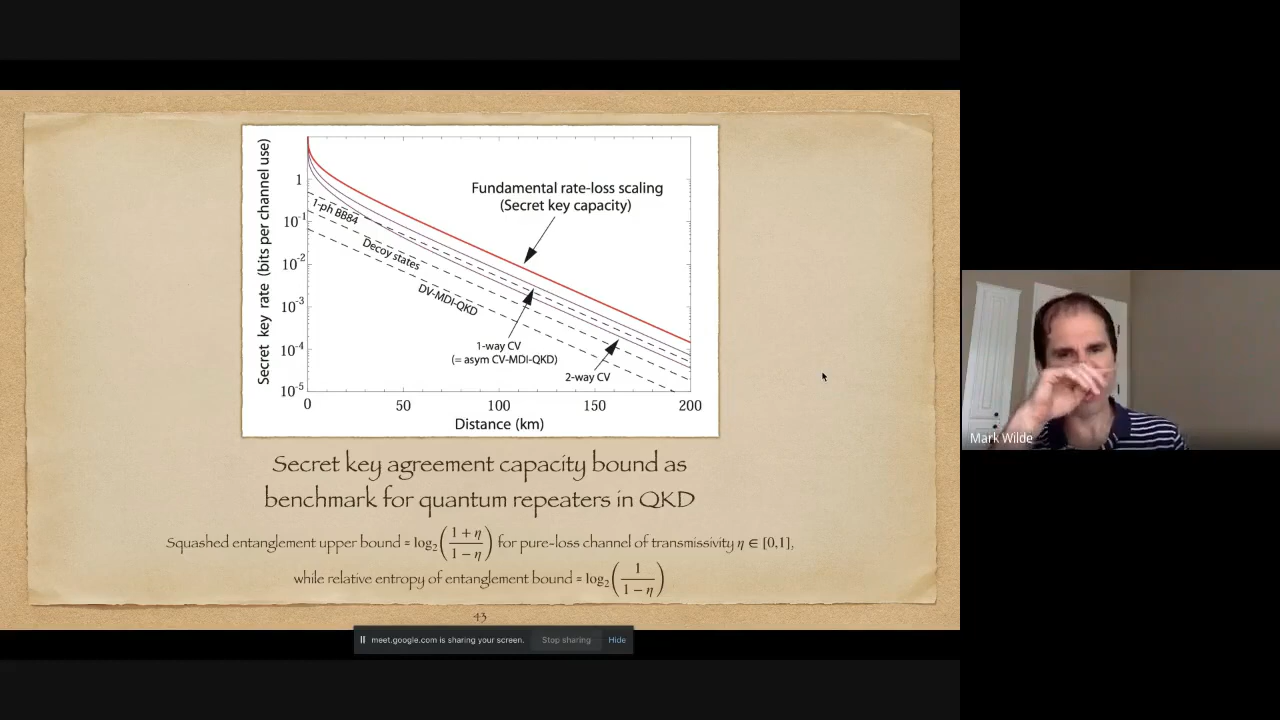 Secret key rate (bits per channel use)
1
10-1
10-2
10-3
10-4
10-5
1-ph BB84
Decoy states
DV-MDI-QKD
Fundamental rate-loss scaling
(Secret key capacity)
1-way CV
(= asym CV-MDI-QKD)
2-way CV
0 50 100 150 200
Distance (km)
Secret key agreement capacity bound as
benchmark for quantum repeaters in QKD
Squashed entanglement upper bound = log₂((1 + η)/(1 − η)) for pure-loss channel of transmissivity η ∈ [0,1],
while relative entropy of entanglement bound = log₂(1/(1 − η))
43
meet.google.com is sharing your screen. Stop sharing Hide
Mark Wilde